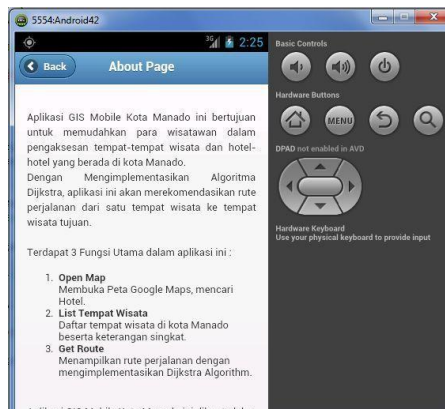 5554:Android42
3G 2:25
Back
About Page
Aplikasi GIS Mobile Kota Manado ini bertujuan
untuk memudahkan para wisatawan dalam
pengaksesan tempat-tempat wisata dan hotel-
hotel yang berada di kota Manado.
Dengan Mengimplementasikan Algoritma
Dijkstra, aplikasi ini akan merekomendasikan rute
perjalanan dari satu tempat wisata ke tempat
wisata tujuan.
Terdapat 3 Fungsi Utama dalam aplikasi ini :
1. Open Map
Membuka Peta Google Maps, mencari
Hotel.
2. List Tempat Wisata
Daftar tempat wisata di kota Manado
beserta keterangan singkat.
3. Get Route
Menampilkan rute perjalanan dengan
mengimplementasikan Dijkstra Algorithm.
Basic Controls
Hardware Buttons
MENU
DPAD not enabled in AVD
Hardware Keyboard
Use your physical keyboard to provide input